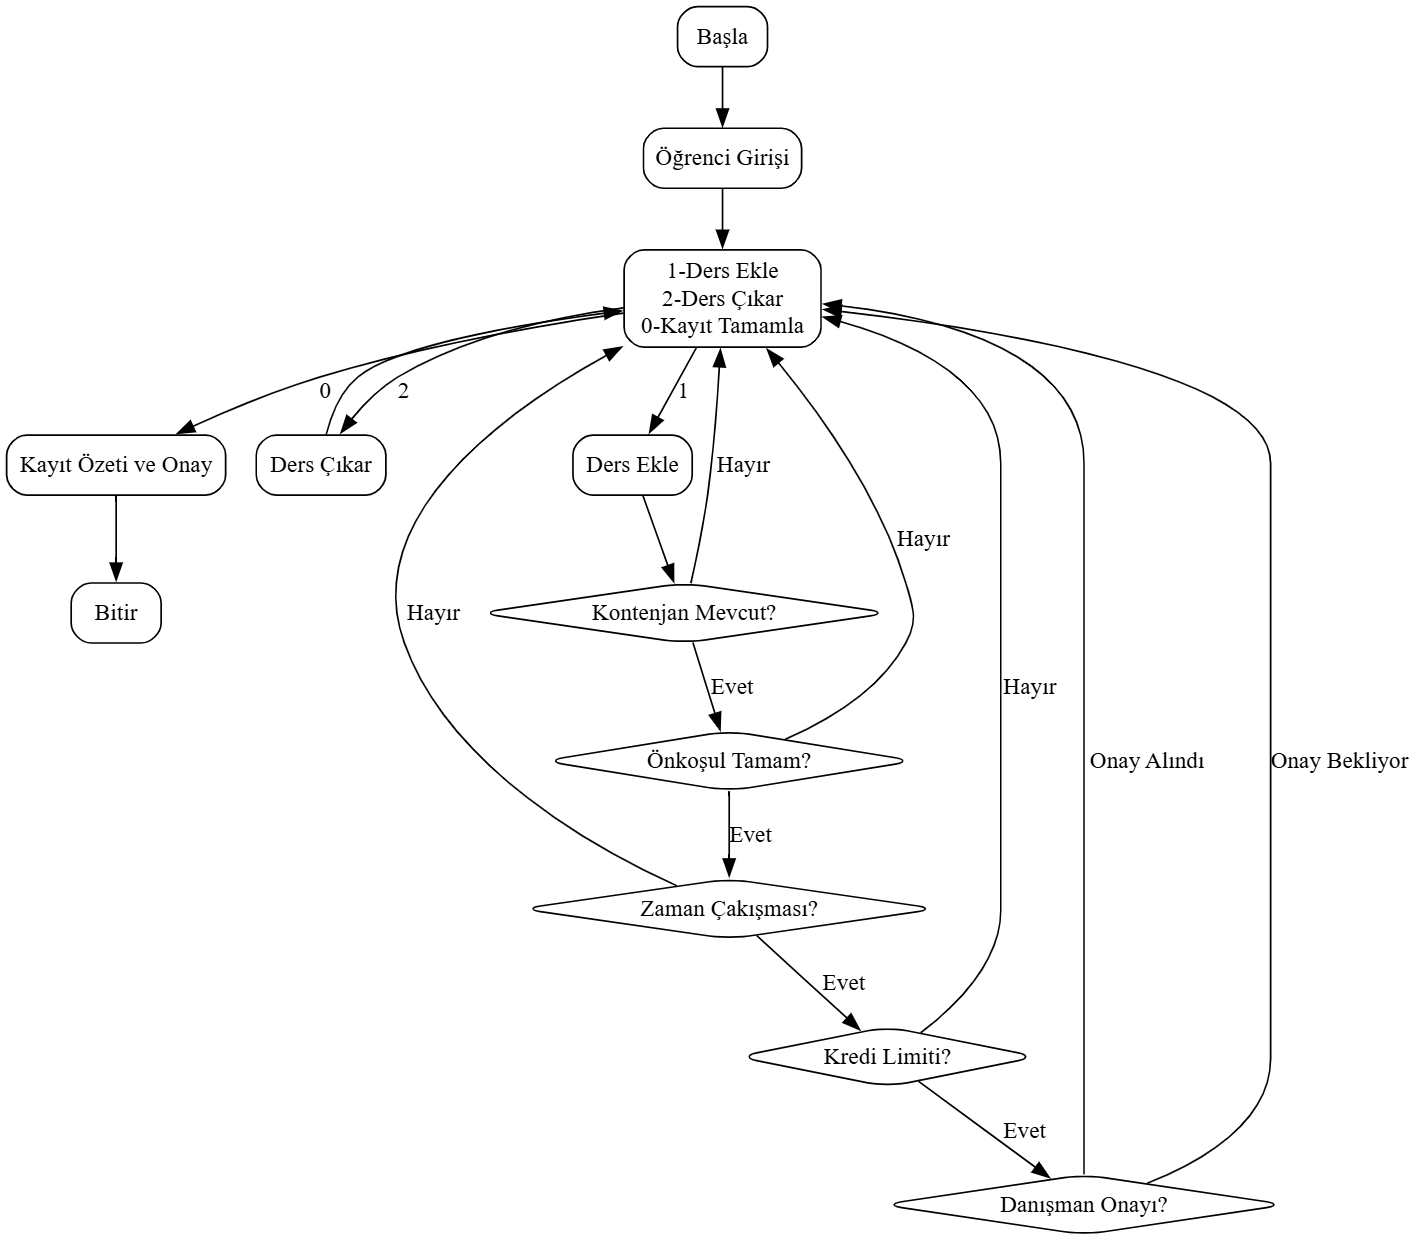 Başla
Öğrenci Girişi
1-Ders Ekle
2-Ders Çıkar
0-Kayıt Tamamla
0
2
1
Kayıt Özeti ve Onay
Ders Çıkar
Ders Ekle
Hayır
Hayır
Bitir
Hayır
Kontenjan Mevcut?
Evet
Hayır
Önkoşul Tamam?
Onay Alındı
Onay Bekliyor
Evet
Zaman Çakışması?
Evet
Kredi Limiti?
Evet
Danışman Onayı?